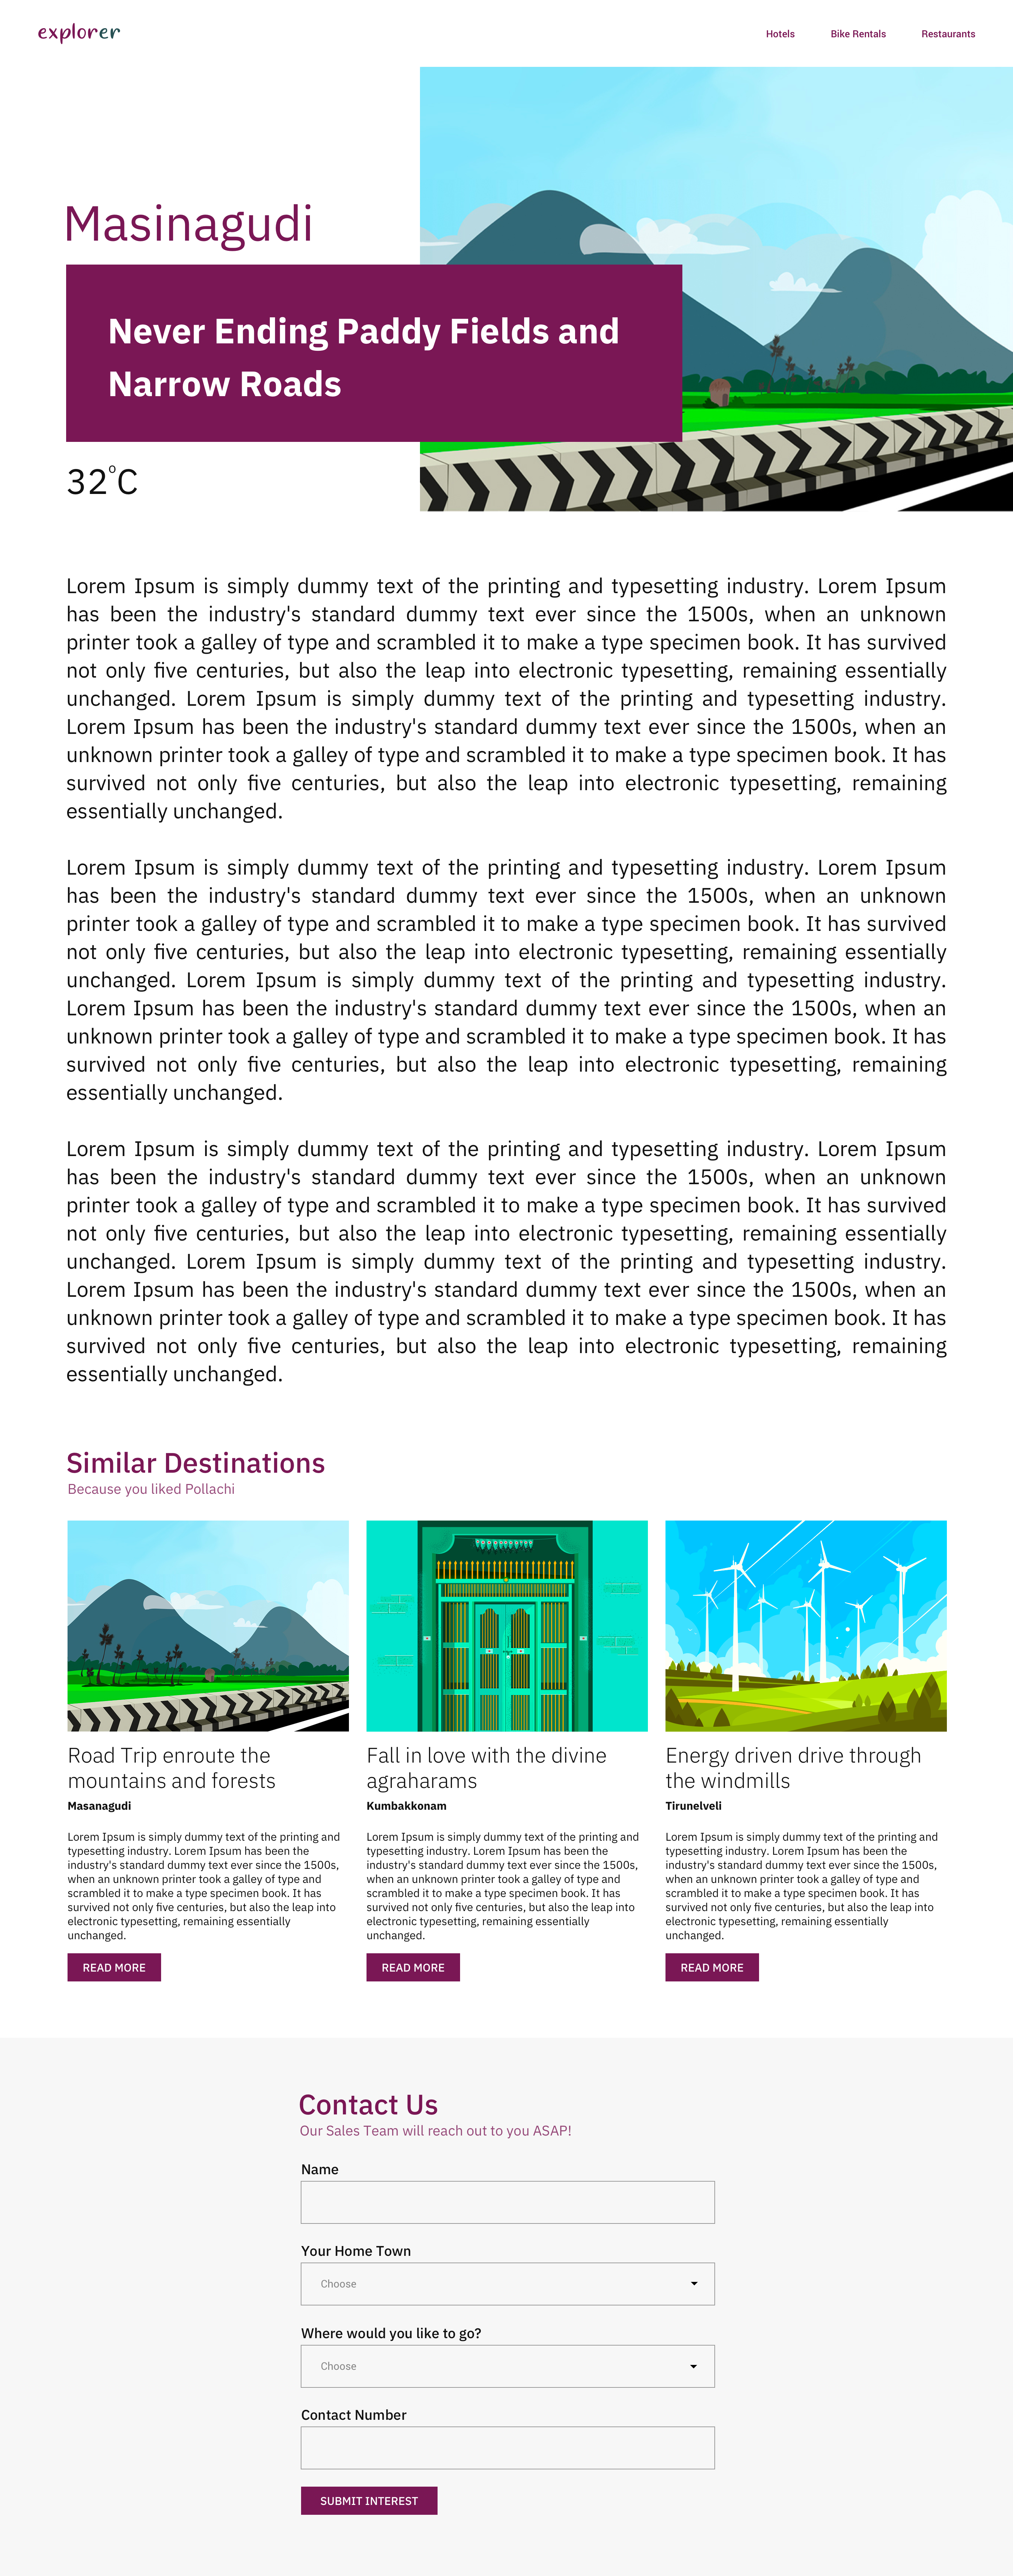 explorer
Hotels Bike Rentals Restaurants
Masinagudi
Never Ending Paddy Fields and
Narrow Roads
32°C
Lorem Ipsum is simply dummy text of the printing and typesetting industry. Lorem Ipsum
has been the industry's standard dummy text ever since the 1500s, when an unknown
printer took a galley of type and scrambled it to make a type specimen book. It has survived
not only five centuries, but also the leap into electronic typesetting, remaining essentially
unchanged. Lorem Ipsum is simply dummy text of the printing and typesetting industry.
Lorem Ipsum has been the industry's standard dummy text ever since the 1500s, when an
unknown printer took a galley of type and scrambled it to make a type specimen book. It has
survived not only five centuries, but also the leap into electronic typesetting, remaining
essentially unchanged.
Lorem Ipsum is simply dummy text of the printing and typesetting industry. Lorem Ipsum
has been the industry's standard dummy text ever since the 1500s, when an unknown
printer took a galley of type and scrambled it to make a type specimen book. It has survived
not only five centuries, but also the leap into electronic typesetting, remaining essentially
unchanged. Lorem Ipsum is simply dummy text of the printing and typesetting industry.
Lorem Ipsum has been the industry's standard dummy text ever since the 1500s, when an
unknown printer took a galley of type and scrambled it to make a type specimen book. It has
survived not only five centuries, but also the leap into electronic typesetting, remaining
essentially unchanged.
Lorem Ipsum is simply dummy text of the printing and typesetting industry. Lorem Ipsum
has been the industry's standard dummy text ever since the 1500s, when an unknown
printer took a galley of type and scrambled it to make a type specimen book. It has survived
not only five centuries, but also the leap into electronic typesetting, remaining essentially
unchanged. Lorem Ipsum is simply dummy text of the printing and typesetting industry.
Lorem Ipsum has been the industry's standard dummy text ever since the 1500s, when an
unknown printer took a galley of type and scrambled it to make a type specimen book. It has
survived not only five centuries, but also the leap into electronic typesetting, remaining
essentially unchanged.
Similar Destinations
Because you liked Pollachi
Road Trip enroute the
mountains and forests
Masanagudi
Lorem Ipsum is simply dummy text of the printing and
typesetting industry. Lorem Ipsum has been the
industry's standard dummy text ever since the 1500s,
when an unknown printer took a galley of type and
scrambled it to make a type specimen book. It has
survived not only five centuries, but also the leap into
electronic typesetting, remaining essentially
unchanged.
READ MORE
Fall in love with the divine
agraharams
Kumbakkonam
Lorem Ipsum is simply dummy text of the printing and
typesetting industry. Lorem Ipsum has been the
industry's standard dummy text ever since the 1500s,
when an unknown printer took a galley of type and
scrambled it to make a type specimen book. It has
survived not only five centuries, but also the leap into
electronic typesetting, remaining essentially
unchanged.
READ MORE
Energy driven drive through
the windmills
Tirunelveli
Lorem Ipsum is simply dummy text of the printing and
typesetting industry. Lorem Ipsum has been the
industry's standard dummy text ever since the 1500s,
when an unknown printer took a galley of type and
scrambled it to make a type specimen book. It has
survived not only five centuries, but also the leap into
electronic typesetting, remaining essentially
unchanged.
READ MORE
Contact Us
Our Sales Team will reach out to you ASAP!
Name
Your Home Town
Choose
Where would you like to go?
Choose
Contact Number
SUBMIT INTEREST